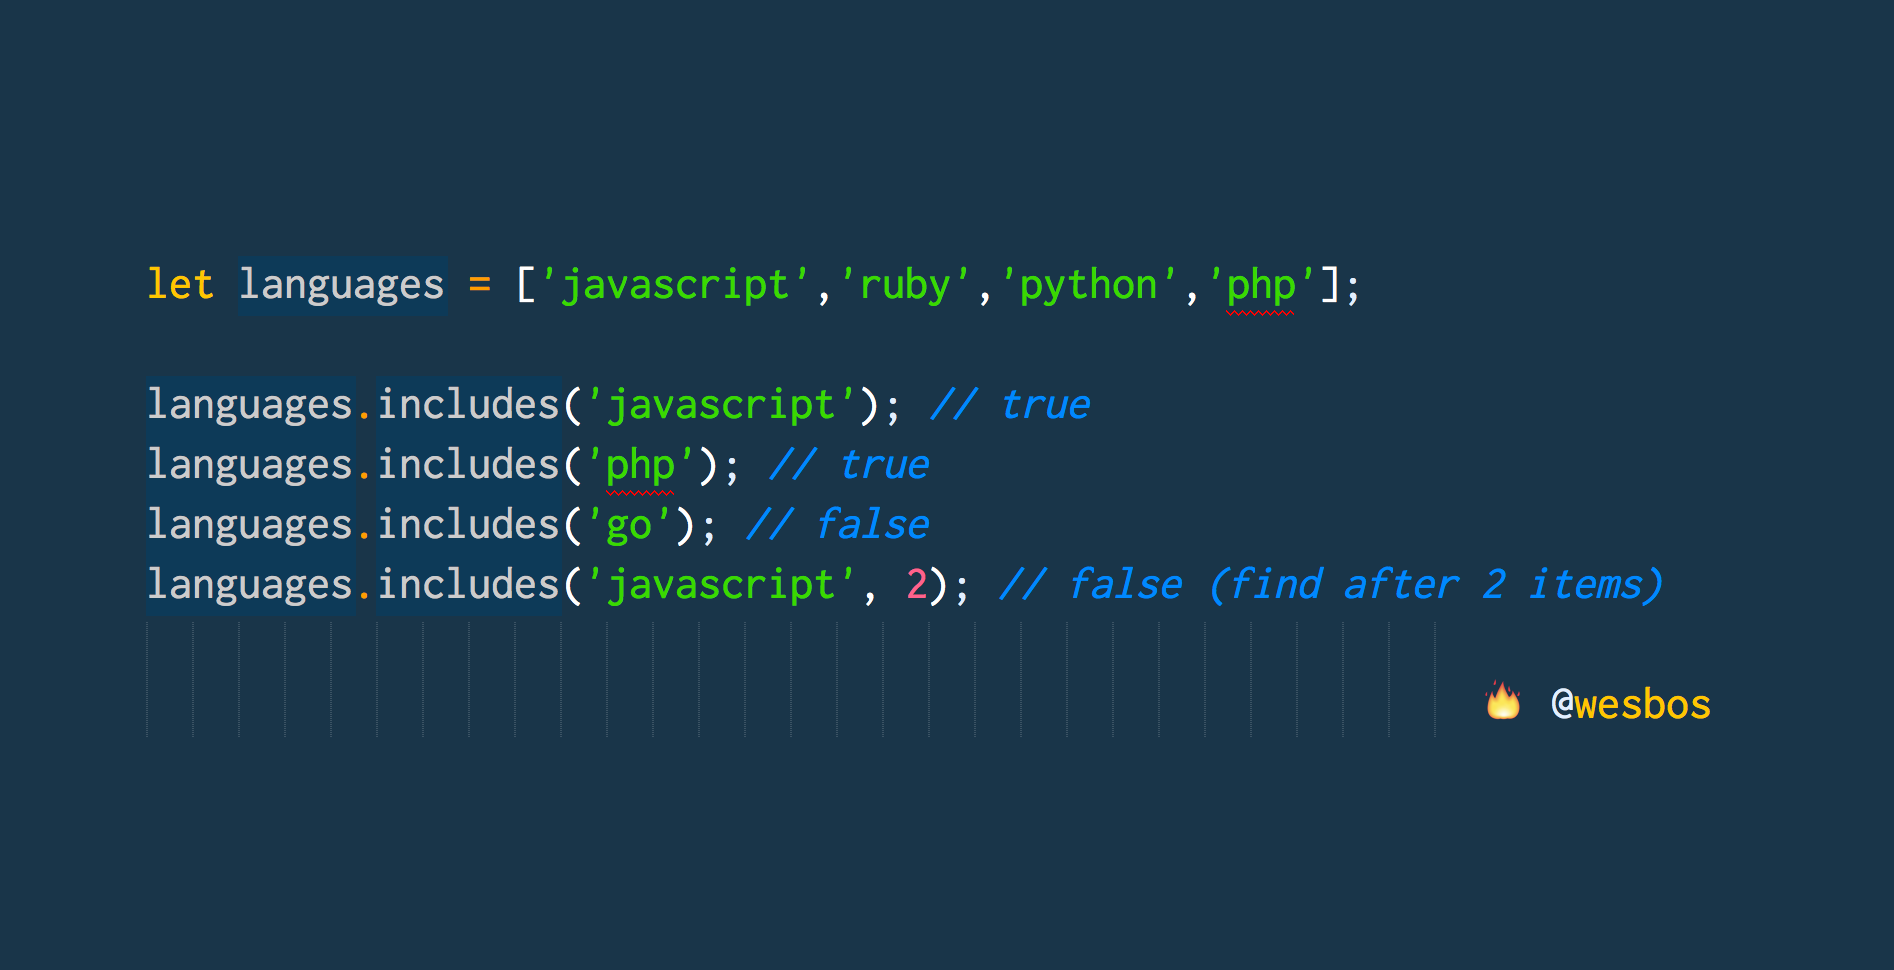 let languages = ['javascript','ruby','python','php'];
languages.includes('javascript'); // true
languages.includes('php'); // true
languages.includes('go'); // false
languages.includes('javascript', 2); // false (find after 2 items)
🔥 @wesbos